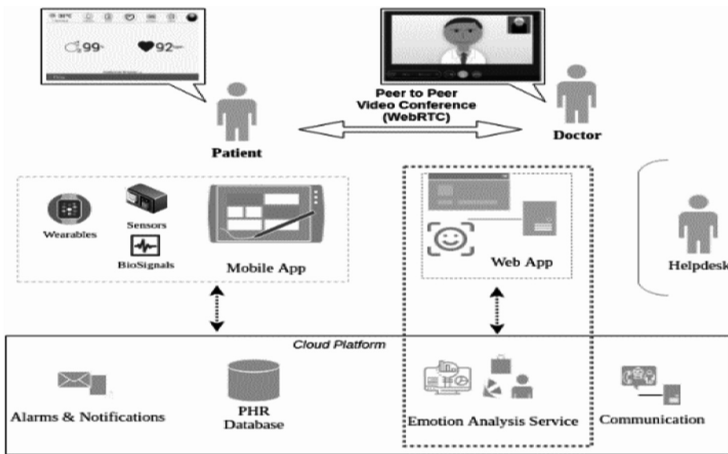 99
92
Peer to Peer
Video Conference
(WebRTC)
Patient
Doctor
Wearables
Sensors
BioSignals
Mobile App
Web App
Helpdesk
Cloud Platform
Alarms & Notifications
PHR
Database
Emotion Analysis Service
Communication